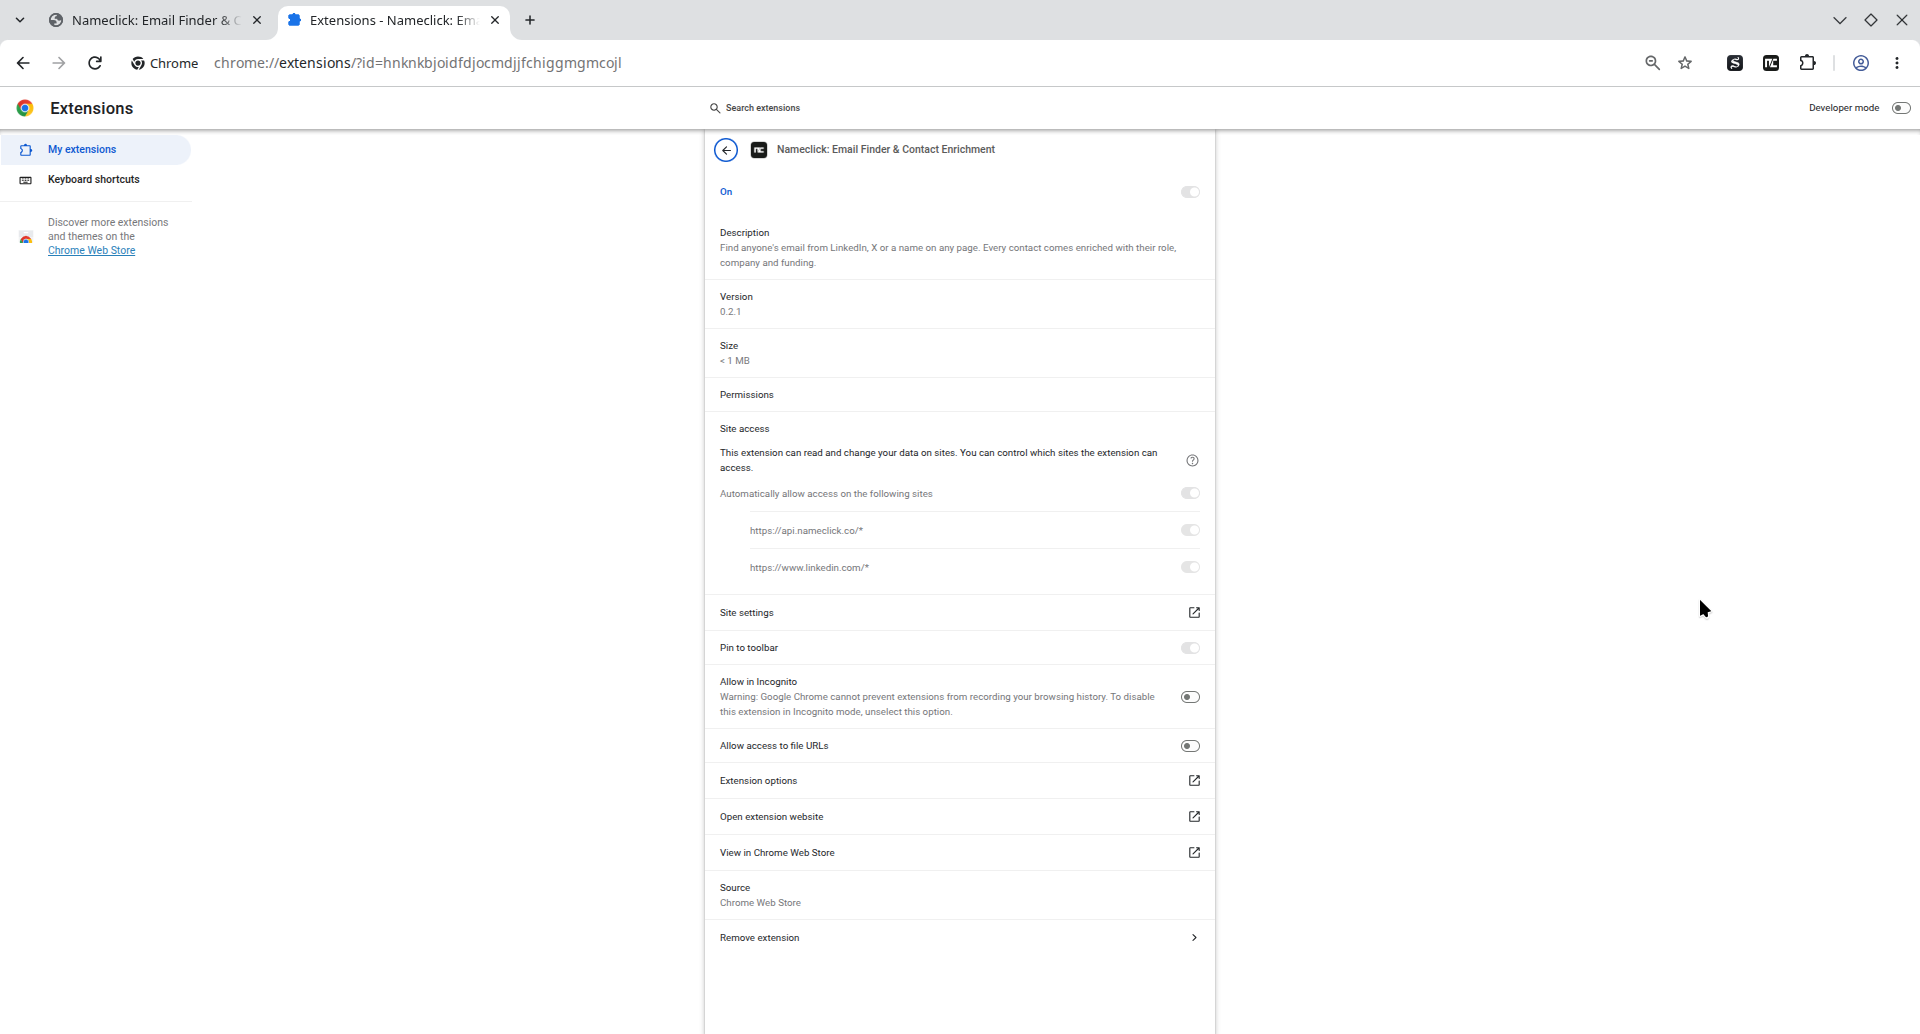 Nameclick: Email Finder & C
Extensions - Nameclick: Ema
Chrome
chrome://extensions/?id=hnknkbjoidfdjocmdjjfchiggmgmcojl
Extensions
Search extensions
Developer mode
My extensions
Keyboard shortcuts
Discover more extensions
and themes on the
Chrome Web Store
Nameclick: Email Finder & Contact Enrichment
On
Description
Find anyone's email from LinkedIn, X or a name on any page. Every contact comes enriched with their role,
company and funding.
Version
0.2.1
Size
< 1 MB
Permissions
Site access
This extension can read and change your data on sites. You can control which sites the extension can
access.
Automatically allow access on the following sites
https://api.nameclick.co/*
https://www.linkedin.com/*
Site settings
Pin to toolbar
Allow in Incognito
Warning: Google Chrome cannot prevent extensions from recording your browsing history. To disable
this extension in Incognito mode, unselect this option.
Allow access to file URLs
Extension options
Open extension website
View in Chrome Web Store
Source
Chrome Web Store
Remove extension